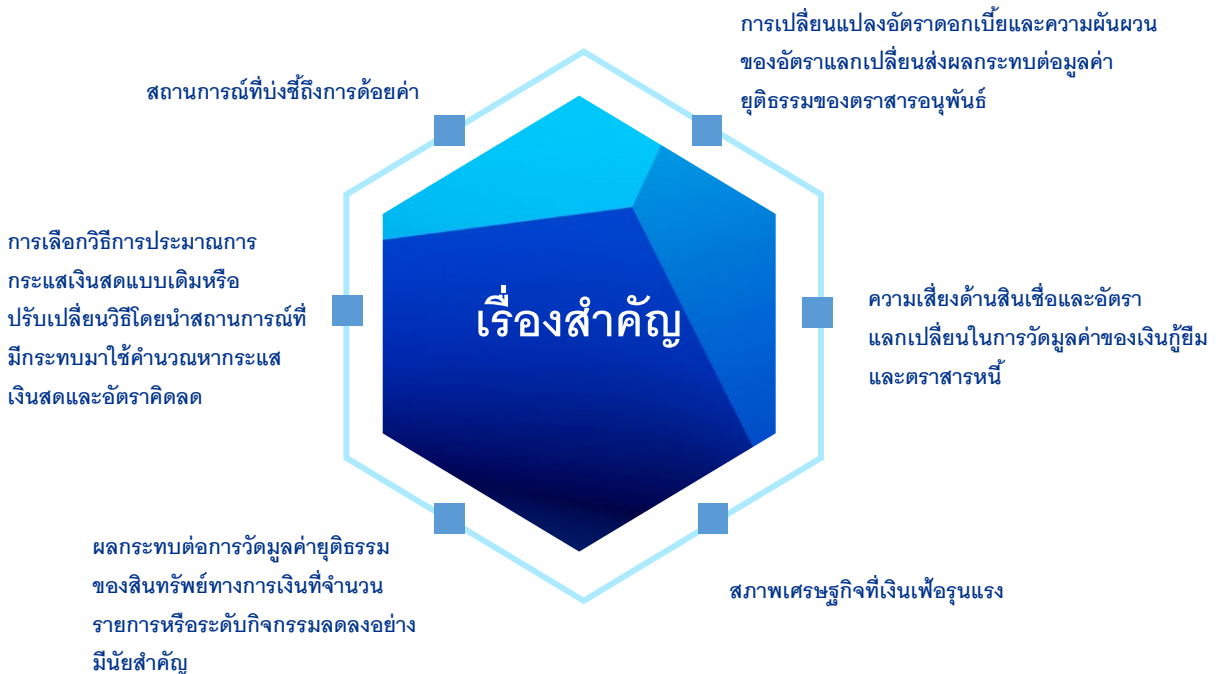 การเปลี่ยนแปลงอัตราดอกเบี้ยและความผันผวน
ของอัตราแลกเปลี่ยนส่งผลกระทบต่อมูลค่า
ยุติธรรมของตราสารอนุพันธ์
สถานการณ์ที่บ่งชี้ถึงการด้อยค่า
การเลือกวิธีการประมาณการ
กระแสเงินสดแบบเดิมหรือ
ปรับเปลี่ยนวิธีโดยนำสถานการณ์ที่
มีกระทบมาใช้คำนวณหากระแส
เงินสดและอัตราคิดลด
เรื่องสำคัญ
ความเสี่ยงด้านสินเชื่อและอัตรา
แลกเปลี่ยนในการวัดมูลค่าของเงินกู้ยืม
และตราสารหนี้
ผลกระทบต่อการวัดมูลค่ายุติธรรม
ของสินทรัพย์ทางการเงินที่จำนวน
รายการหรือระดับกิจกรรมลดลงอย่าง
มีนัยสำคัญ
สภาพเศรษฐกิจที่เงินเฟ้อรุนแรง